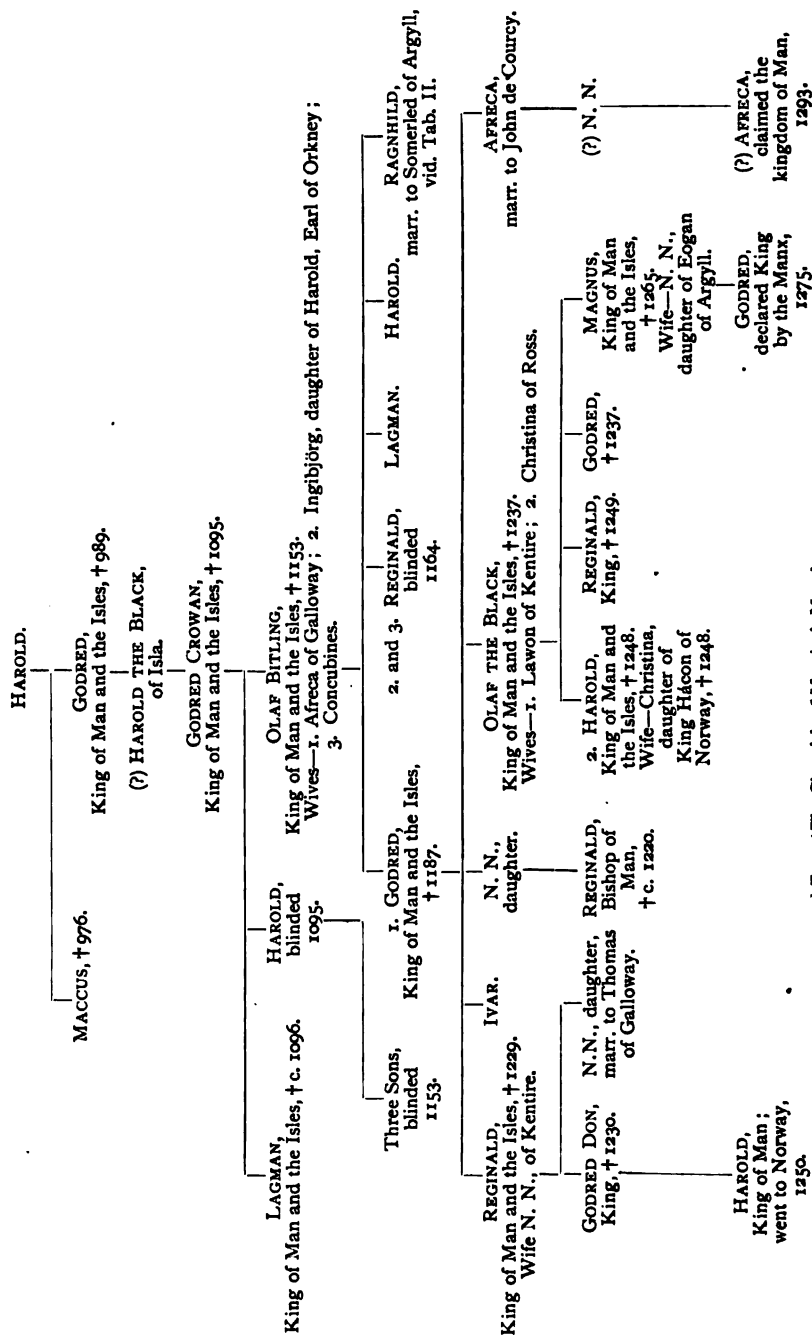 HAROLD.
MACCUS, † 976.
GODRED,
King of Man and the Isles, † 989.
(?) HAROLD THE BLACK,
of Isla.
GODRED CROWAN,
King of Man and the Isles, † 1095.
LAGMAN,
King of Man and the Isles, † c. 1096.
HAROLD,
blinded
1095.
OLAF BITLING,
King of Man and the Isles, † 1153.
Wives—1. Afreca of Galloway; 2. Ingibjörg, daughter of Harold, Earl of Orkney;
3. Concubines.
Three Sons,
blinded
1153.
1. GODRED,
King of Man and the Isles,
† 1187.
2. and 3. REGINALD,
blinded
1164.
LAGMAN.
HAROLD.
RAGNHILD,
marr. to Somerled of Argyll,
vid. Tab. II.
REGINALD,
King of Man and the Isles, † 1229.
Wife N. N., of Kentire.
IVAR.
N. N.,
daughter.
OLAF THE BLACK,
King of Man and the Isles, † 1237.
Wives—1. Lawon of Kentire; 2. Christina of Ross.
AFRECA,
marr. to John de Courcy.
GODRED DON,
King, † 1230.
N.N., daughter,
marr. to Thomas
of Galloway.
REGINALD,
Bishop of
Man,
† c. 1220.
2. HAROLD,
King of Man and
the Isles, † 1248.
Wife—Christina,
daughter of
King Hácon of
Norway, † 1248.
REGINALD,
King, † 1249.
GODRED,
† 1237.
MAGNUS,
King of Man
and the Isles,
† 1265.
Wife—N. N.,
daughter of Eogan
of Argyll.
(?) N. N.
HAROLD,
King of Man;
went to Norway,
1250.
GODRED,
declared King
by the Manx,
1275.
(?) AFRECA,
claimed the
kingdom of Man,
1293.